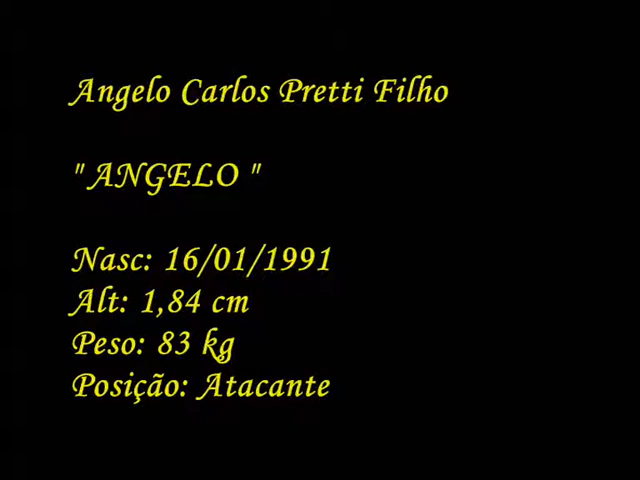 Angelo Carlos Pretti Filho
" ANGELO "
Nasc: 16/01/1991
Alt: 1,84 cm
Peso: 83 kg
Posição: Atacante